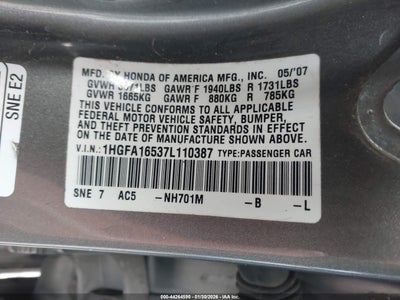 SNE E2
MFD. BY HONDA OF AMERICA MFG., INC. 05/'07
GVWR LBS GAWR F 1940LBS R 1731LBS
GVWR 1665KG GAWR F 880KG R 785KG
THIS VEHICLE CONFORMS TO ALL APPLICABLE
FEDERAL MOTOR VEHICLE SAFETY, BUMPER,
AND THEFT PREVENTION STANDARDS IN EFFECT
ON THE DATE OF MANUFACTURE SHOWN ABOVE.
V.I.N.: 1HGFA16537L110387 TYPE: PASSENGER CAR
SNE 7 AC5 -NH701M -B -L
000-44264590 - 01/30/2026 - IAA Inc.